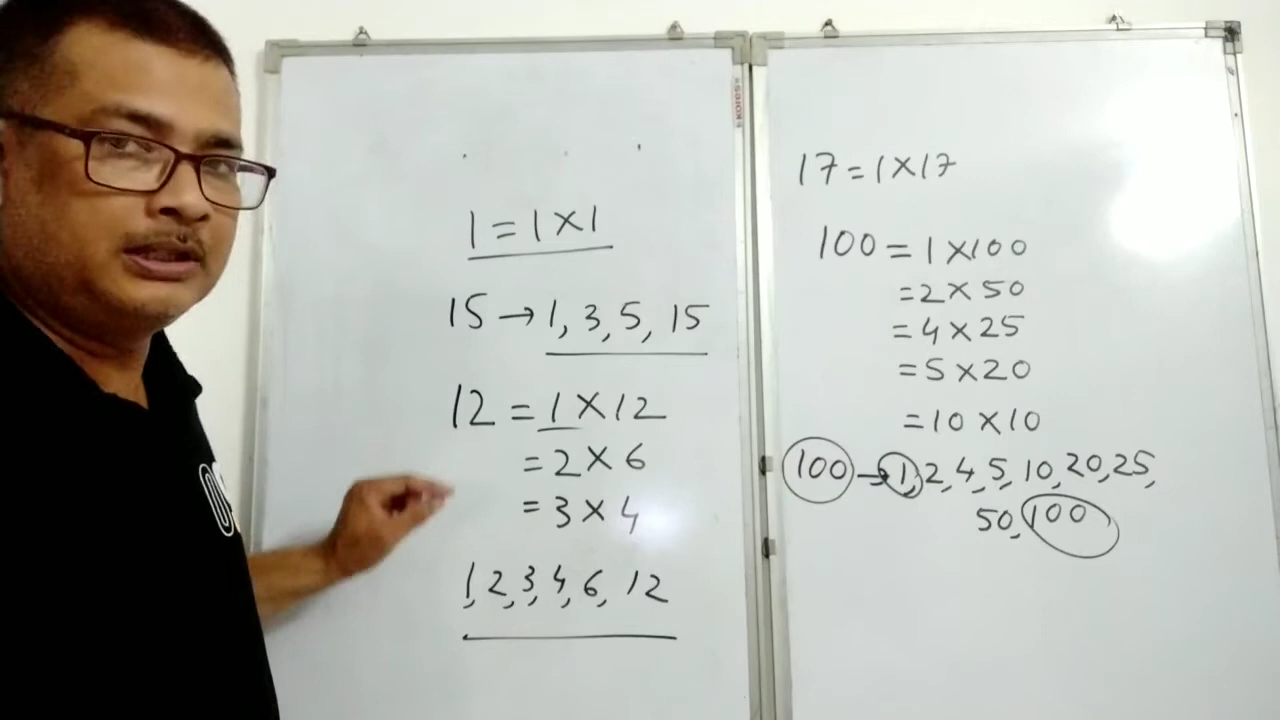 1 = 1 × 1
15 → 1, 3, 5, 15
12 = 1 × 12
= 2 × 6
= 3 × 4
1, 2, 3, 4, 6, 12
kores
17 = 1 × 17
100 = 1 × 100
= 2 × 50
= 4 × 25
= 5 × 20
= 10 × 10
100 → 1, 2, 4, 5, 10, 20, 25,
50, 100